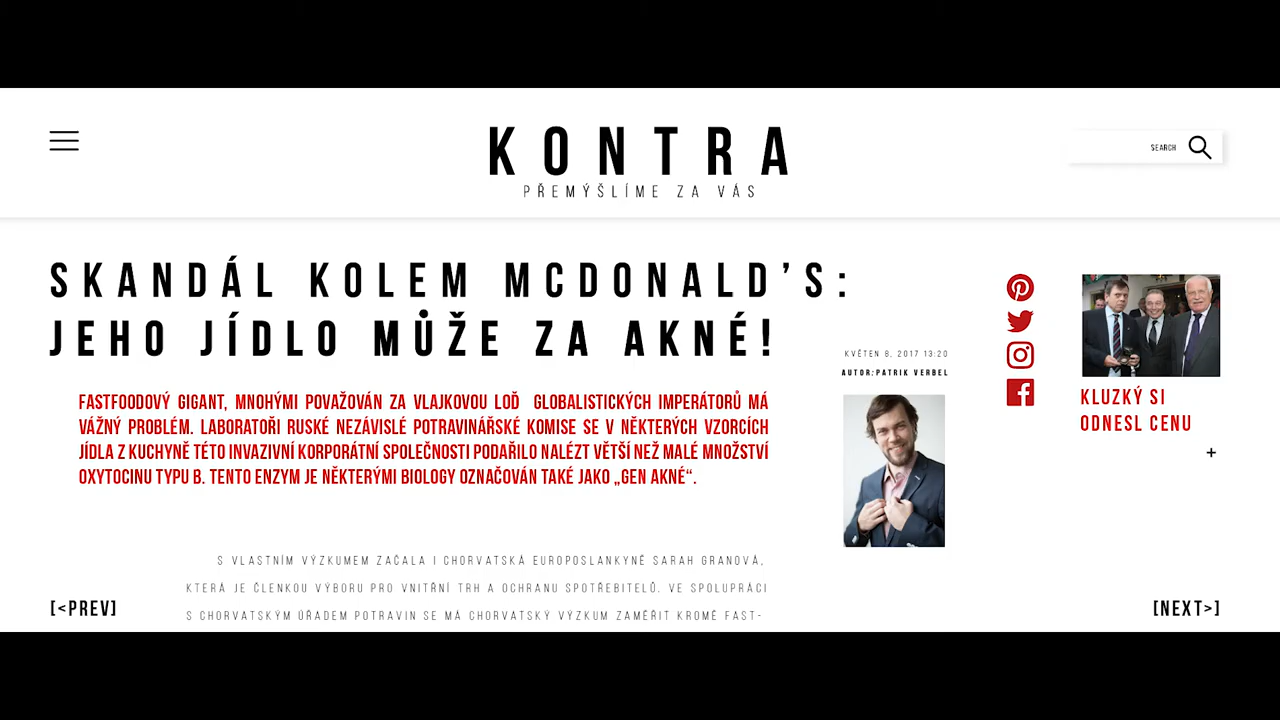 KONTRA
PŘEMÝŠLÍME ZA VÁS
SEARCH
SKANDÁL KOLEM MCDONALD’S:
JEHO JÍDLO MŮŽE ZA AKNÉ!
KVĚTEN 8, 2017 13:20
AUTOR:PATRIK VERBEL
FASTFOODOVÝ GIGANT, MNOHÝMI POVAŽOVÁN ZA VLAJKOVOU LOĎ GLOBALISTICKÝCH IMPERÁTORŮ MÁ
VÁŽNÝ PROBLÉM. LABORATOŘI RUSKÉ NEZÁVISLÉ POTRAVINÁŘSKÉ KOMISE SE V NĚKTERÝCH VZORCÍCH
JÍDLA Z KUCHYNĚ TÉTO INVAZIVNÍ KORPORÁTNÍ SPOLEČNOSTI PODAŘILO NALÉZT VĚTŠÍ NEŽ MALÉ MNOŽSTVÍ
OXYTOCINU TYPU B. TENTO ENZYM JE NĚKTERÝMI BIOLOGY OZNAČOVÁN TAKÉ JAKO „GEN AKNÉ“.
S VLASTNÍM VÝZKUMEM ZAČALA I CHORVATSKÁ EUROPOSLANKYNĚ SARAH GRANOVÁ,
KTERÁ JE ČLENKOU VÝBORU PRO VNITŘNÍ TRH A OCHRANU SPOTŘEBITELŮ. VE SPOLUPRÁCI
S CHORVATSKÝM ÚŘADEM POTRAVIN SE MÁ CHORVATSKÝ VÝZKUM ZAMĚŘIT KROMĚ FAST-
KLUZKÝ SI
ODNESL CENU
+
[<PREV]
[NEXT>]